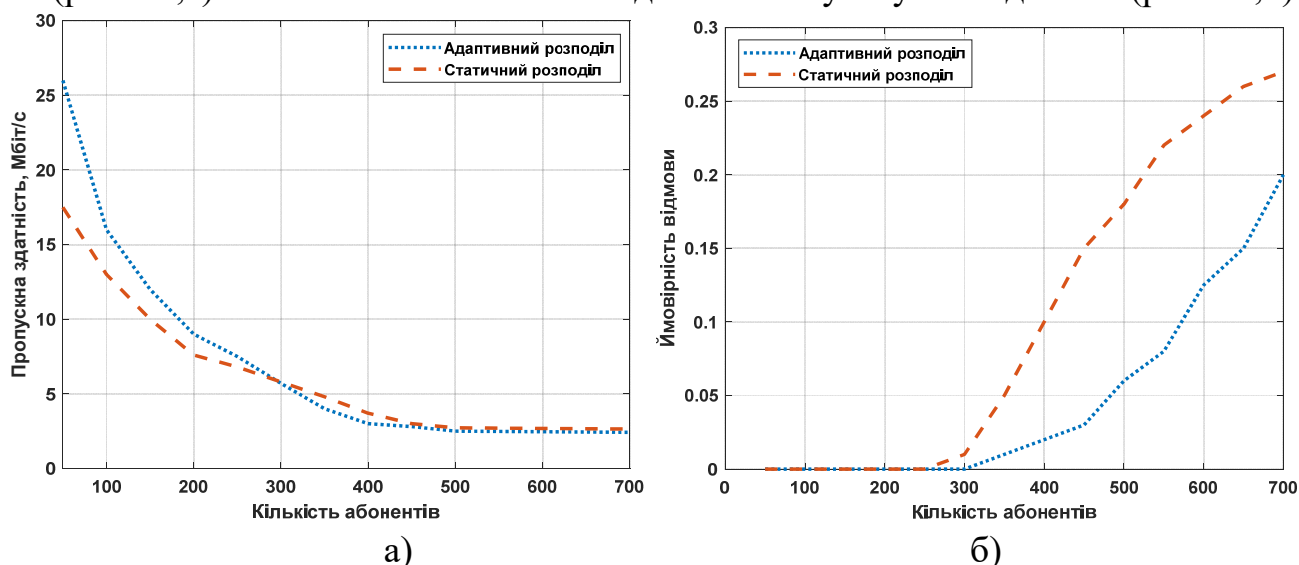 Адаптивний розподіл
Статичний розподіл
Пропускна здатність, Мбіт/с
30
25
20
15
10
5
0
100 200 300 400 500 600 700
Кількість абонентів
а)
Адаптивний розподіл
Статичний розподіл
Ймовірність відмови
0.3
0.25
0.2
0.15
0.1
0.05
0
0 100 200 300 400 500 600 700
Кількість абонентів
б)